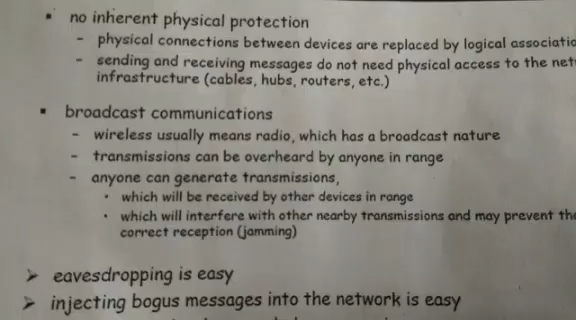 ▪ no inherent physical protection
- physical connections between devices are replaced by logical
- sending and receiving messages do not need physical access to the
infrastructure (cables, hubs, routers, etc.)
▪ broadcast communications
- wireless usually means radio, which has a broadcast nature
- transmissions can be overheard by anyone in range
- anyone can generate transmissions,
• which will be received by other devices in range
• which will interfere with other nearby transmissions and may prevent the
correct reception (jamming)
➢ eavesdropping is easy
➢ injecting bogus messages into the network is easy